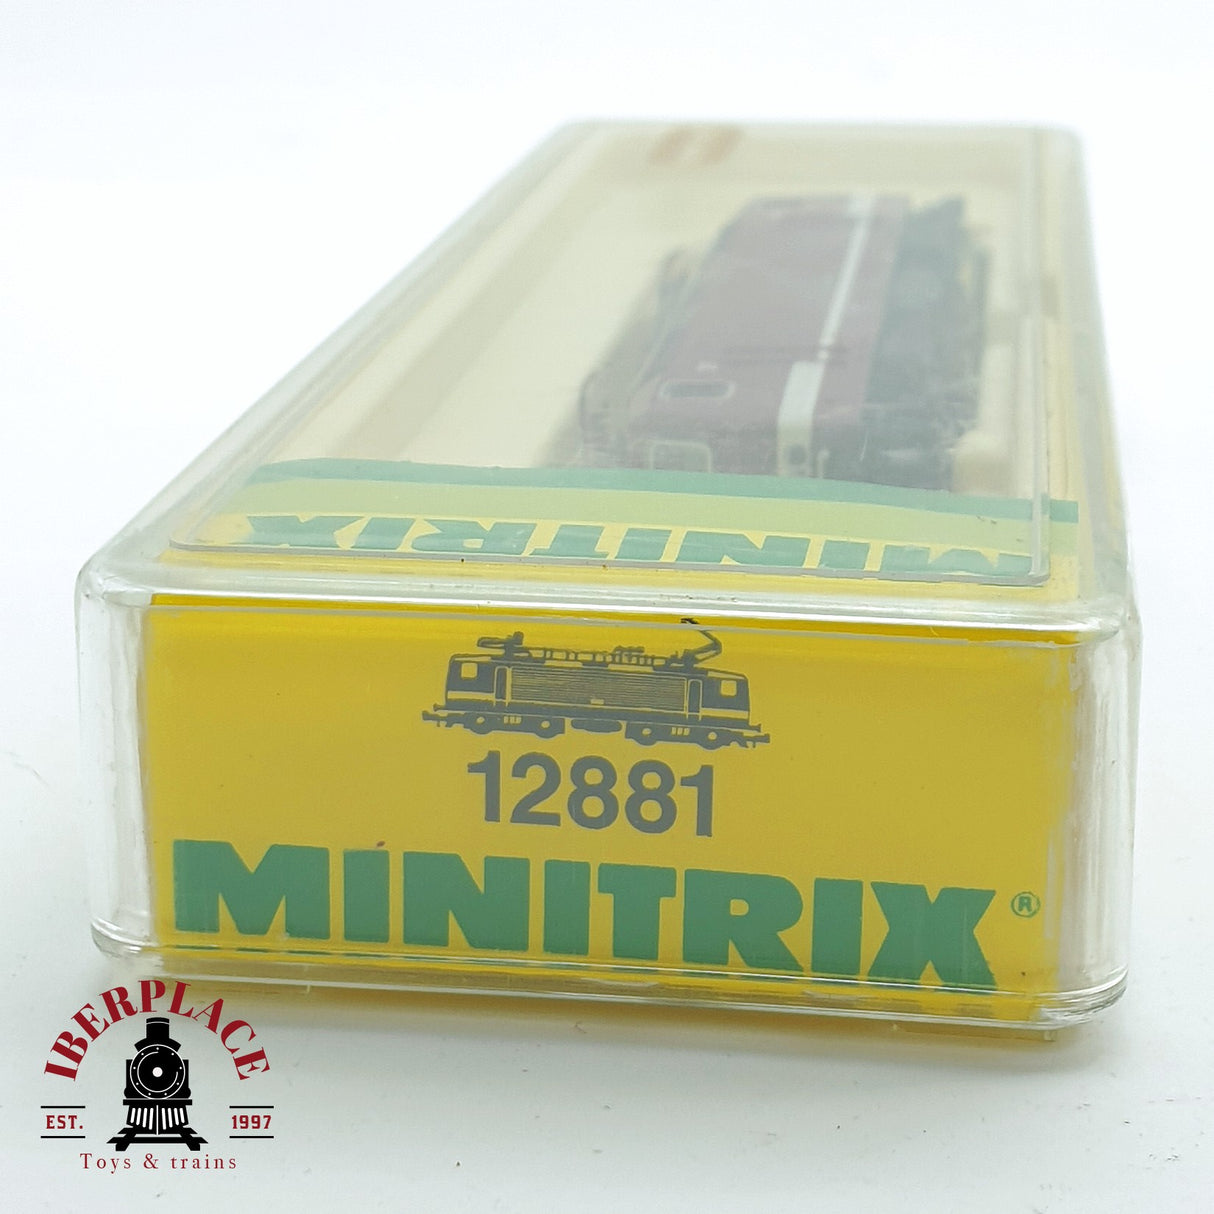 MINITRIX
12881
MINITRIX®
IBERPLACE
EST. 1997
Toys & trains